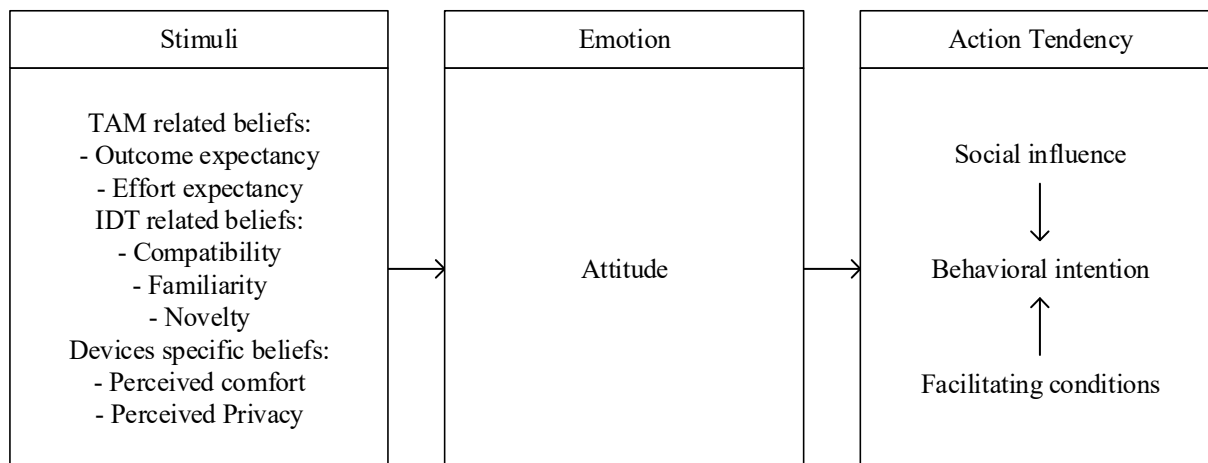 Stimuli
TAM related beliefs:
- Outcome expectancy
- Effort expectancy
IDT related beliefs:
- Compatibility
- Familiarity
- Novelty
Devices specific beliefs:
- Perceived comfort
- Perceived Privacy
Emotion
Attitude
Action Tendency
Social influence
Behavioral intention
Facilitating conditions